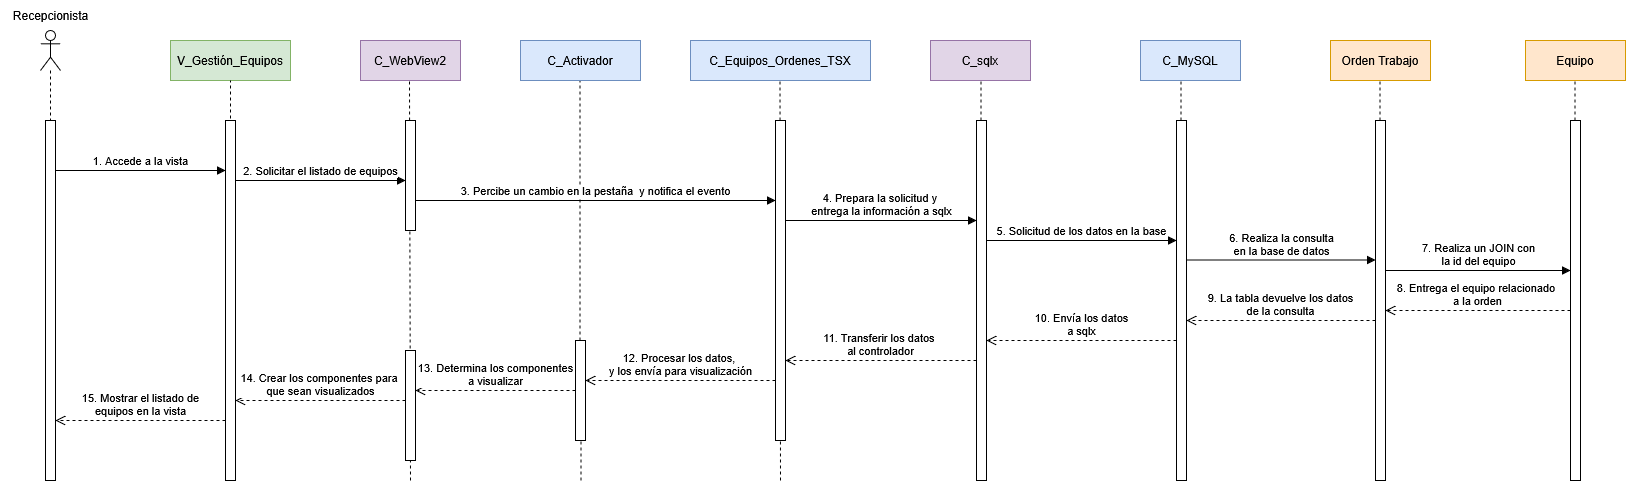 Recepcionista
V_Gestión_Equipos
C_WebView2
C_Activador
C_Equipos_Ordenes_TSX
C_sqlx
C_MySQL
Orden Trabajo
Equipo
1. Accede a la vista
2. Solicitar el listado de equipos
3. Percibe un cambio en la pestaña y notifica el evento
4. Prepara la solicitud y
entrega la información a sqlx
5. Solicitud de los datos en la base
6. Realiza la consulta
en la base de datos
7. Realiza un JOIN con
la id del equipo
8. Entrega el equipo relacionado
a la orden
9. La tabla devuelve los datos
de la consulta
10. Envía los datos
a sqlx
11. Transferir los datos
al controlador
12. Procesar los datos,
y los envía para visualización
13. Determina los componentes
a visualizar
14. Crear los componentes para
que sean visualizados
15. Mostrar el listado de
equipos en la vista